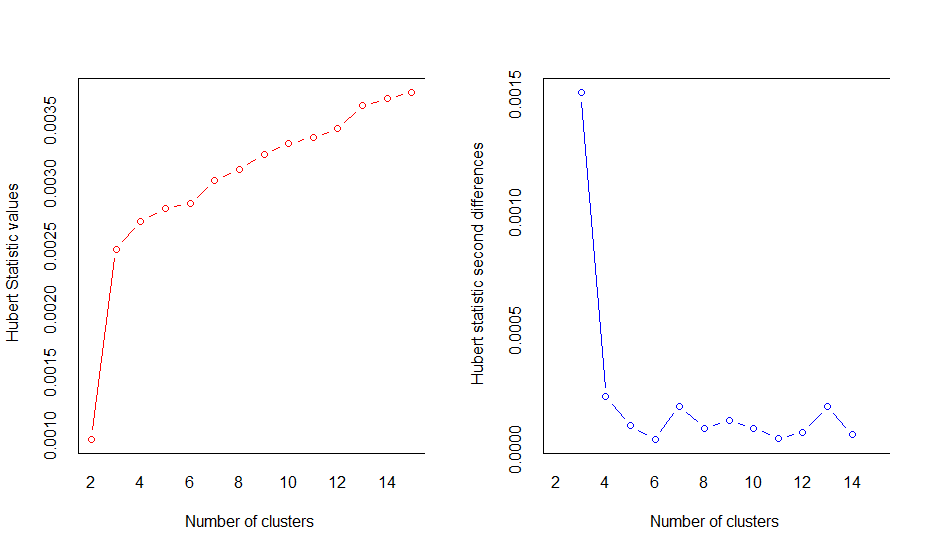 Hubert Statistic values
0.0010 0.0015 0.0020 0.0025 0.0030 0.0035
2 4 6 8 10 12 14
Number of clusters
Hubert statistic second differences
0.0000 0.0005 0.0010 0.0015
2 4 6 8 10 12 14
Number of clusters